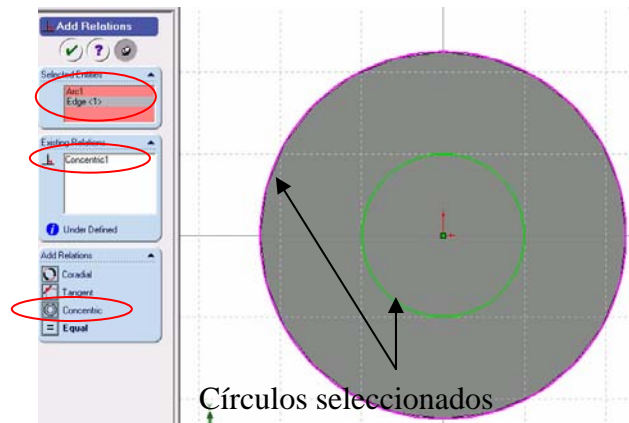 Add Relations
Selected Entities
Arc1
Edge <1>
Existing Relations
Concentric1
Under Defined
Add Relations
Coradial
Tangent
Concentric
Equal
Círculos seleccionados